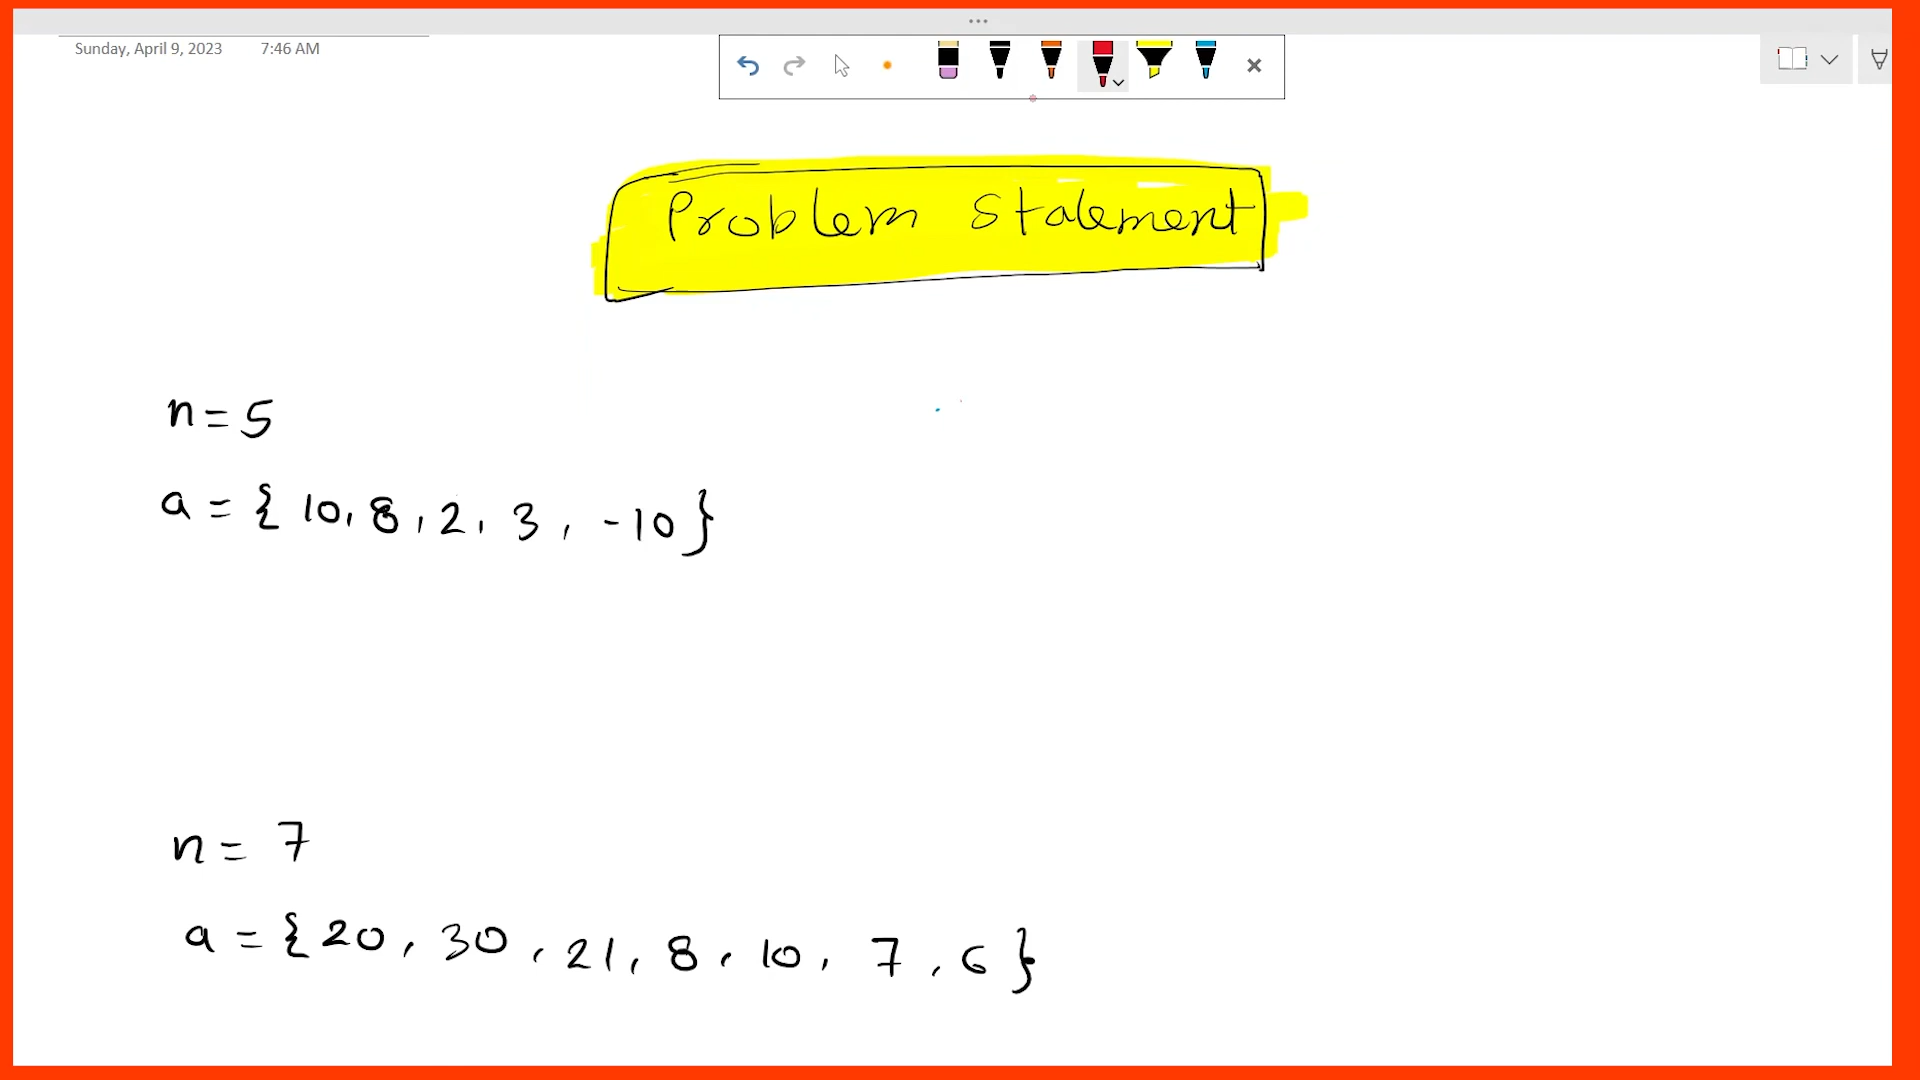 Sunday, April 9, 2023 7:46 AM
Problem Statement
n = 5
a = { 10, 8, 2, 3, -10 }
n = 7
a = { 20, 30, 21, 8, 10, 7, 6 }